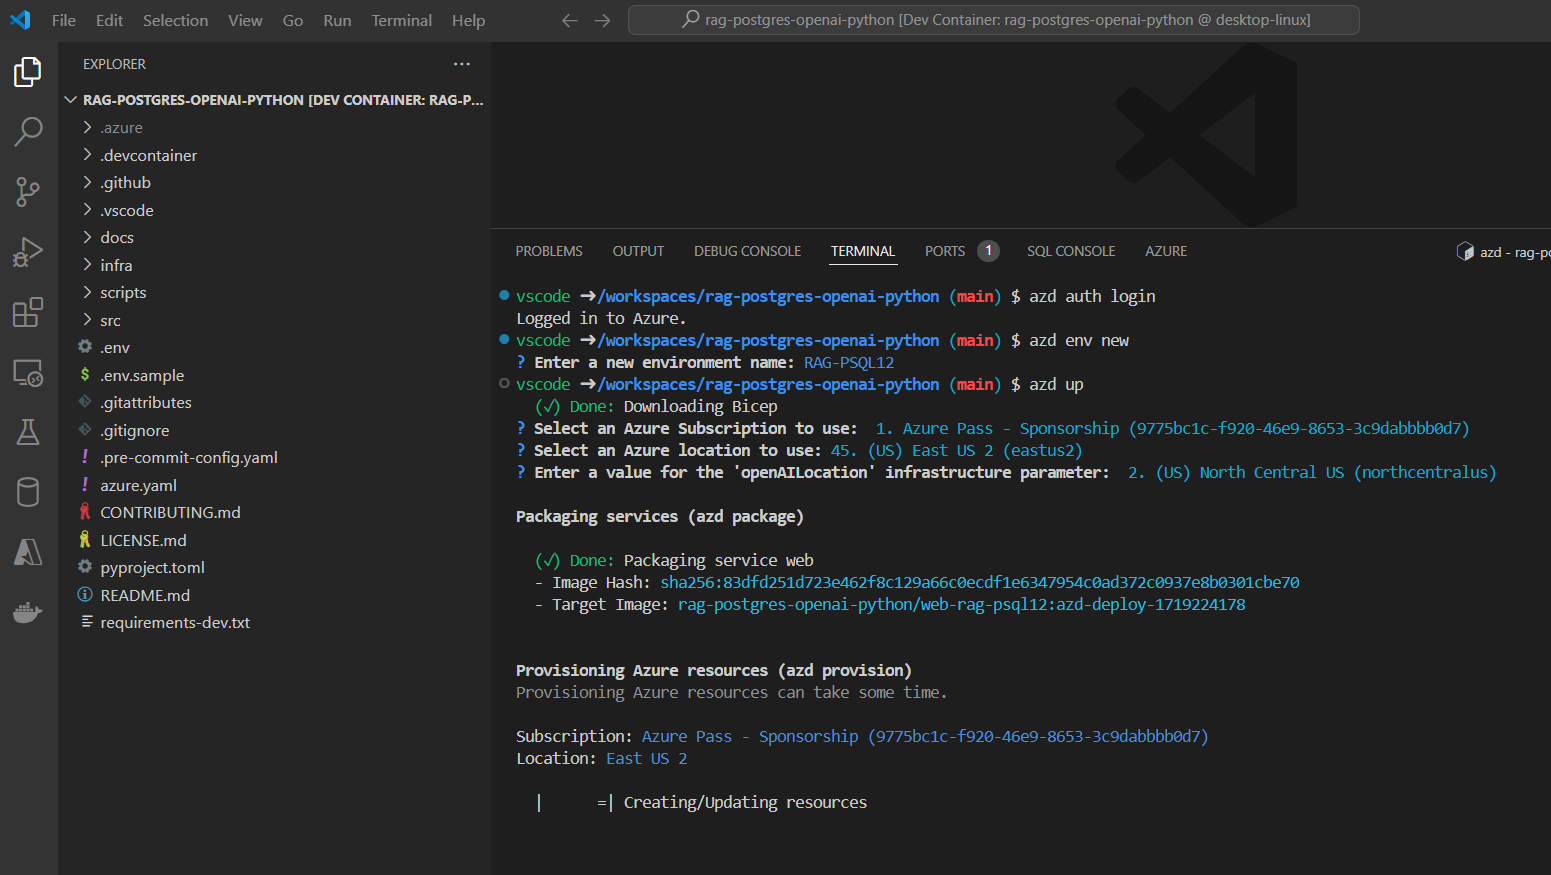 File Edit Selection View Go Run Terminal Help
rag-postgres-openai-python [Dev Container: rag-postgres-openai-python @ desktop-linux]
EXPLORER
RAG-POSTGRES-OPENAI-PYTHON [DEV CONTAINER: RAG-P...
.azure
.devcontainer
.github
.vscode
docs
infra
scripts
src
.env
.env.sample
.gitattributes
.gitignore
.pre-commit-config.yaml
azure.yaml
CONTRIBUTING.md
LICENSE.md
pyproject.toml
README.md
requirements-dev.txt
PROBLEMS OUTPUT DEBUG CONSOLE TERMINAL PORTS 1 SQL CONSOLE AZURE
azd - rag-po
vscode ➜/workspaces/rag-postgres-openai-python (main) $ azd auth login
Logged in to Azure.
vscode ➜/workspaces/rag-postgres-openai-python (main) $ azd env new
? Enter a new environment name: RAG-PSQL12
vscode ➜/workspaces/rag-postgres-openai-python (main) $ azd up
(✓) Done: Downloading Bicep
? Select an Azure Subscription to use:  1. Azure Pass - Sponsorship (9775bc1c-f920-46e9-8653-3c9dabbbb0d7)
? Select an Azure location to use: 45. (US) East US 2 (eastus2)
? Enter a value for the 'openAILocation' infrastructure parameter:  2. (US) North Central US (northcentralus)
Packaging services (azd package)
(✓) Done: Packaging service web
- Image Hash: sha256:83dfd251d723e462f8c129a66c0ecdf1e6347954c0ad372c0937e8b0301cbe70
- Target Image: rag-postgres-openai-python/web-rag-psql12:azd-deploy-1719224178
Provisioning Azure resources (azd provision)
Provisioning Azure resources can take some time.
Subscription: Azure Pass - Sponsorship (9775bc1c-f920-46e9-8653-3c9dabbbb0d7)
Location: East US 2
|      =| Creating/Updating resources